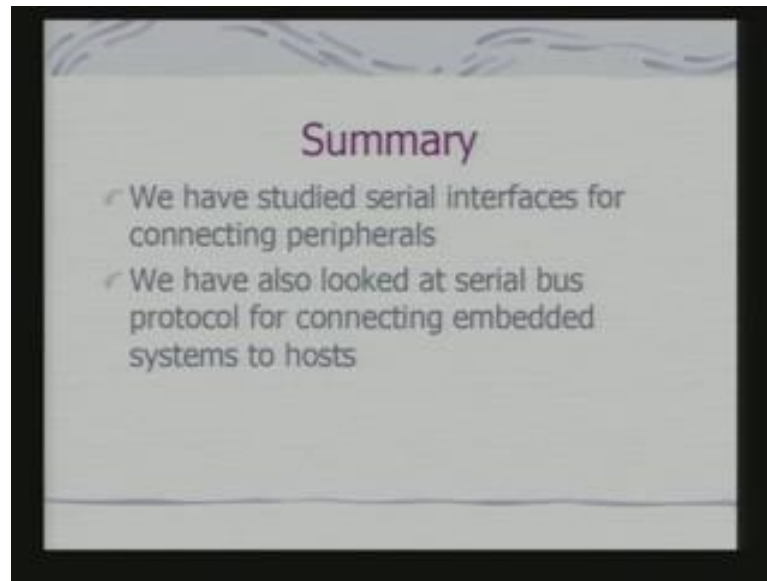 Summary
We have studied serial interfaces for
connecting peripherals
We have also looked at serial bus
protocol for connecting embedded
systems to hosts